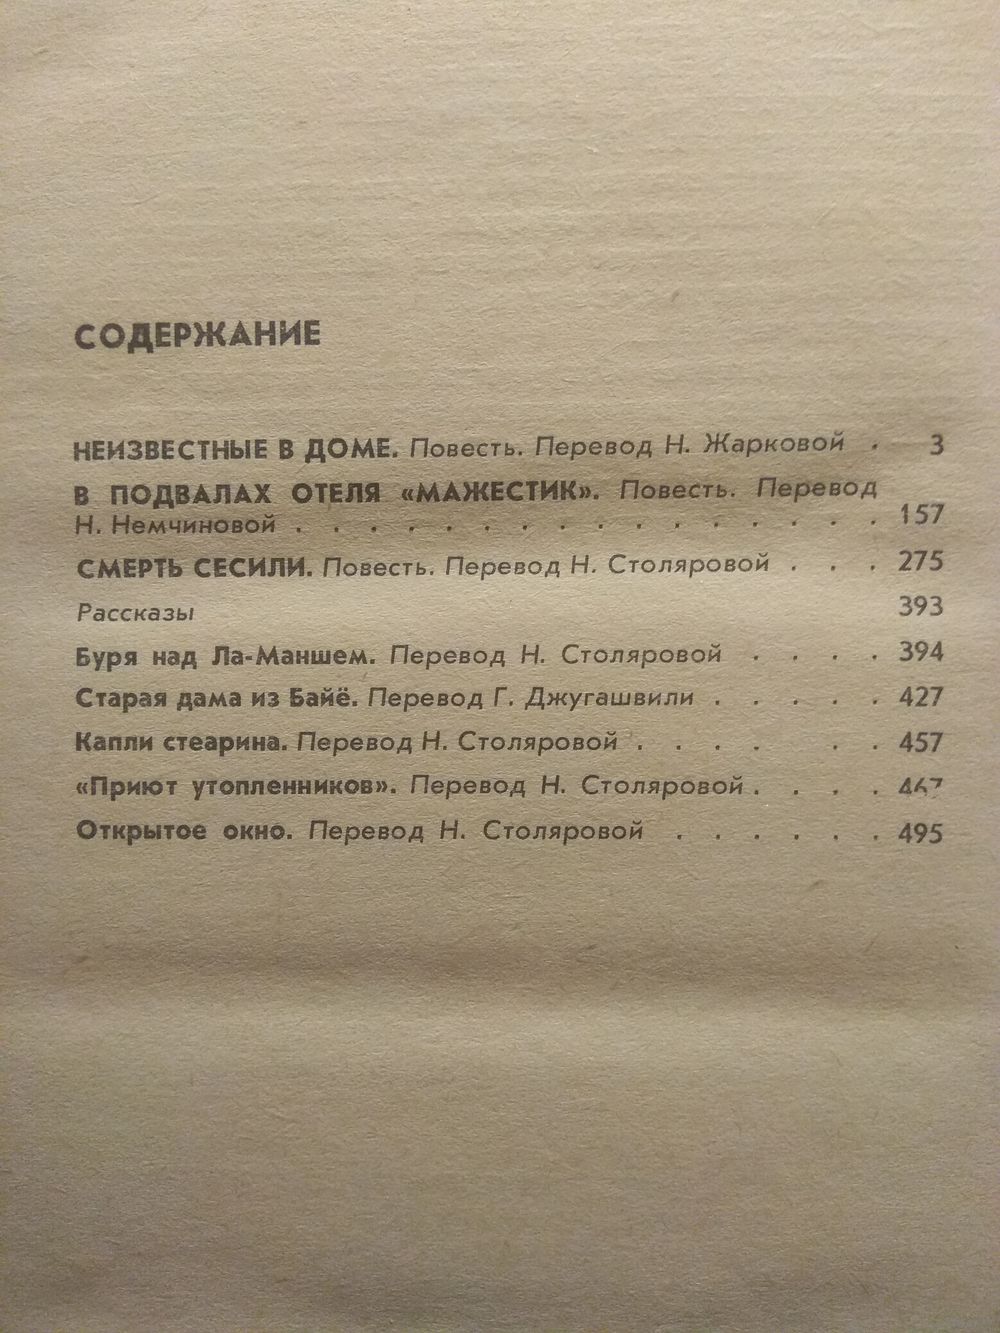 СОДЕРЖАНИЕ
НЕИЗВЕСТНЫЕ В ДОМЕ. Повесть. Перевод Н. Жарковой . 3
В ПОДВАЛАХ ОТЕЛЯ «МАЖЕСТИК». Повесть. Перевод
Н. Немчиновой . . . . . . . . . . . . . . . . 157
СМЕРТЬ СЕСИЛИ. Повесть. Перевод Н. Столяровой . . . 275
Рассказы 393
Буря над Ла-Маншем. Перевод Н. Столяровой . . . . 394
Старая дама из Байё. Перевод Г. Джугашвили . . . . . 427
Капли стеарина. Перевод Н. Столяровой . . . . . . 457
«Приют утопленников». Перевод Н. Столяровой . . . . 467
Открытое окно. Перевод Н. Столяровой . . . . . . 495